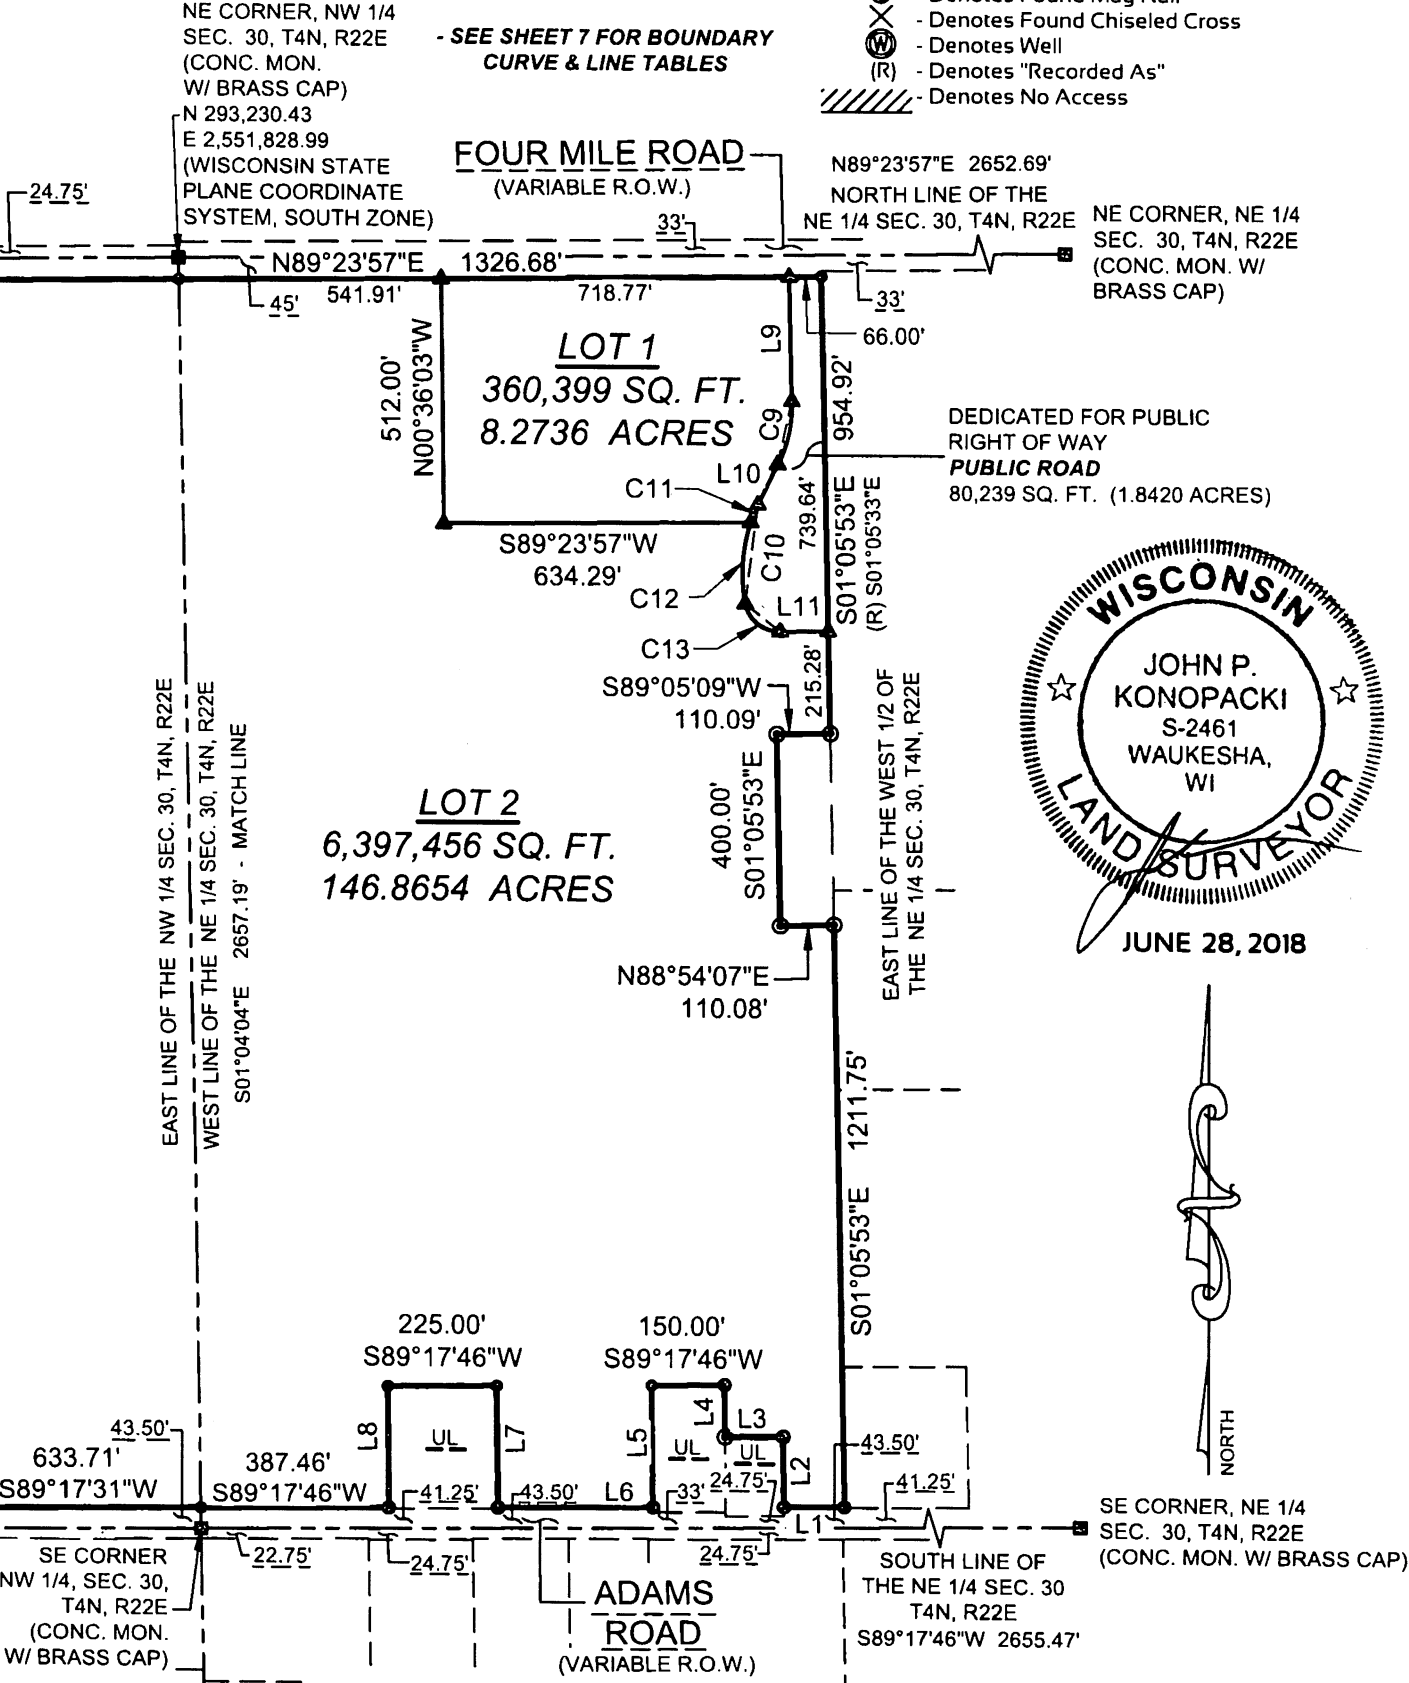 NE CORNER, NW 1/4
SEC. 30, T4N, R22E
(CONC. MON.
W/ BRASS CAP)
N 293,230.43
E 2,551,828.99
(WISCONSIN STATE
PLANE COORDINATE
SYSTEM, SOUTH ZONE)
- SEE SHEET 7 FOR BOUNDARY
CURVE & LINE TABLES
- Denotes Found Mag Nail
- Denotes Found Chiseled Cross
W - Denotes Well
(R) - Denotes "Recorded As"
- Denotes No Access
FOUR MILE ROAD
(VARIABLE R.O.W.)
N89°23'57"E 2652.69'
NORTH LINE OF THE
NE 1/4 SEC. 30, T4N, R22E
NE CORNER, NE 1/4
SEC. 30, T4N, R22E
(CONC. MON. W/
BRASS CAP)
24.75'
33'
N89°23'57"E 1326.68'
541.91'
718.77'
45'
33'
66.00'
LOT 1
360,399 SQ. FT.
8.2736 ACRES
512.00'
N00°36'03"W
L9
C9
L10
C11
954.92'
739.64'
S01°05'53"E
(R) S01°05'33"E
DEDICATED FOR PUBLIC
RIGHT OF WAY
PUBLIC ROAD
80,239 SQ. FT. (1.8420 ACRES)
S89°23'57"W
634.29'
C10
C12
L11
C13
S89°05'09"W
110.09'
215.28'
WISCONSIN
JOHN P.
KONOPACKI
S-2461
WAUKESHA,
WI
LAND SURVEYOR
JUNE 28, 2018
EAST LINE OF THE NW 1/4 SEC. 30, T4N, R22E
WEST LINE OF THE NE 1/4 SEC. 30, T4N, R22E
S01°04'04"E 2657.19' - MATCH LINE
LOT 2
6,397,456 SQ. FT.
146.8654 ACRES
400.00'
S01°05'53"E
EAST LINE OF THE WEST 1/2 OF
THE NE 1/4 SEC. 30, T4N, R22E
N88°54'07"E
110.08'
S01°05'53"E 1211.75'
NORTH
225.00'
S89°17'46"W
150.00'
S89°17'46"W
L8
UL
L7
L5
UL
L4
L3
UL
L2
43.50'
633.71'
S89°17'31"W
387.46'
S89°17'46"W
41.25'
43.50'
L6
33'
24.75'
L1
43.50'
41.25'
SE CORNER, NE 1/4
SEC. 30, T4N, R22E
(CONC. MON. W/ BRASS CAP)
22.75'
24.75'
24.75'
SE CORNER
NW 1/4, SEC. 30,
T4N, R22E
(CONC. MON.
W/ BRASS CAP)
ADAMS
ROAD
(VARIABLE R.O.W.)
SOUTH LINE OF
THE NE 1/4 SEC. 30
T4N, R22E
S89°17'46"W 2655.47'